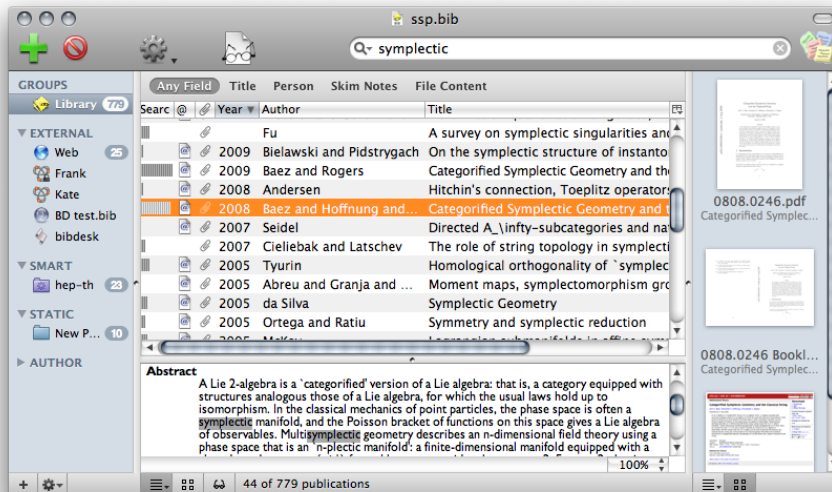 ssp.bib
symplectic
GROUPS
Library 779
EXTERNAL
Web 25
Frank
Kate
BD test.bib
bibdesk
SMART
hep-th 23
STATIC
New P... 10
AUTHOR
Any Field Title Person Skim Notes File Content
Searc @ Year Author Title
Fu A survey on symplectic singularities and
2009 Bielawski and Pidstrygach On the symplectic structure of instanto
2009 Baez and Rogers Categorified Symplectic Geometry and the
2008 Andersen Hitchin's connection, Toeplitz operators
2008 Baez and Hoffnung and... Categorified Symplectic Geometry and t
2007 Seidel Directed A_\infty-subcategories and nat
2007 Cieliebak and Latschev The role of string topology in symplecti
2005 Tyurin Homological orthogonality of `symplec
2005 Abreu and Granja and ... Moment maps, symplectomorphism gro
2005 da Silva Symplectic Geometry
2005 Ortega and Ratiu Symmetry and symplectic reduction
Abstract
A Lie 2-algebra is a `categorified' version of a Lie algebra: that is, a category equipped with
structures analogous those of a Lie algebra, for which the usual laws hold up to
isomorphism. In the classical mechanics of point particles, the phase space is often a
symplectic manifold, and the Poisson bracket of functions on this space gives a Lie algebra
of observables. Multisymplectic geometry describes an n-dimensional field theory using a
phase space that is an `n-plectic manifold': a finite-dimensional manifold equipped with a
100%
44 of 779 publications
0808.0246.pdf
Categorified Symplec...
0808.0246 Bookl...
Categorified Symplec...